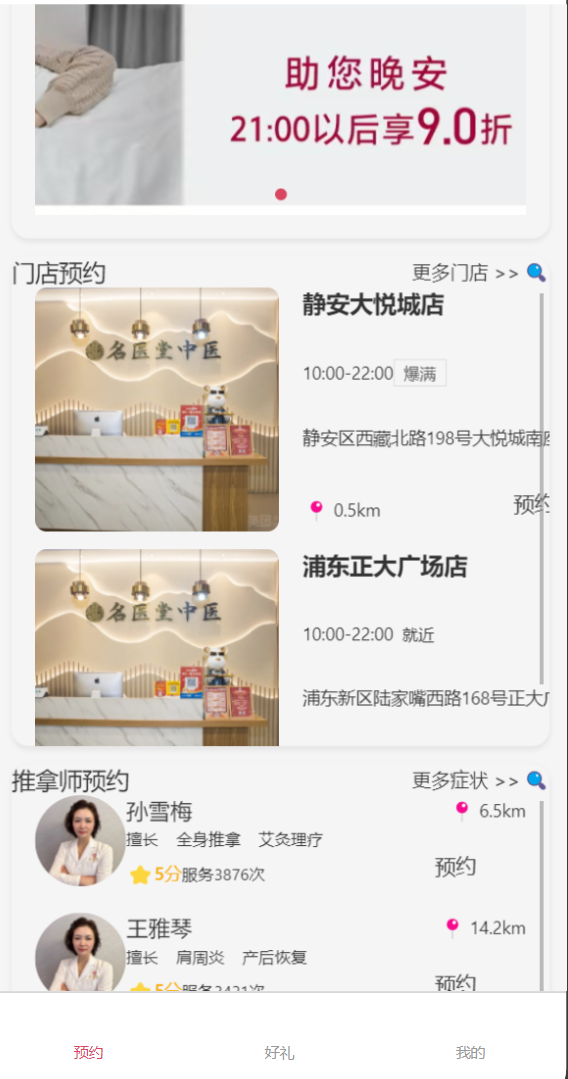 助您晚安
21:00以后享9.0折
门店预约
更多门店 >>
名医堂中医
静安大悦城店
10:00-22:00 爆满
静安区西藏北路198号大悦城南
0.5km
预约
名医堂中医
浦东正大广场店
10:00-22:00 就近
浦东新区陆家嘴西路168号正大广
推拿师预约
更多症状 >>
孙雪梅
6.5km
擅长 全身推拿 艾灸理疗
预约
5分服务3876次
王雅琴
14.2km
擅长 肩周炎 产后恢复
预约
5分服务3421次
预约
好礼
我的